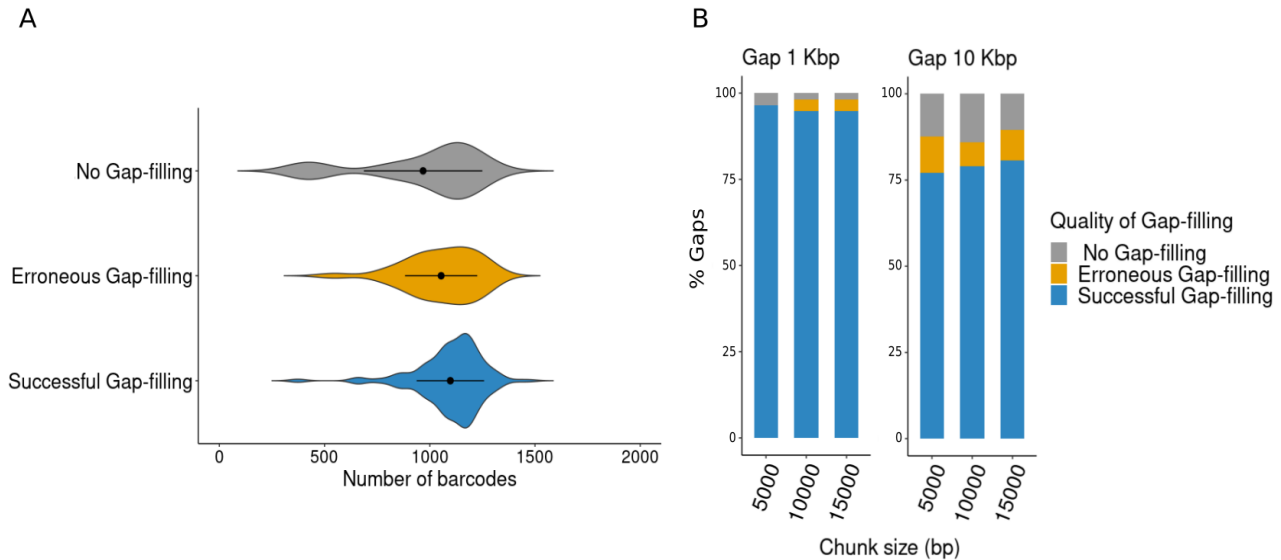 A
No Gap-filling
Erroneous Gap-filling
Successful Gap-filling
0 500 1000 1500 2000
Number of barcodes
B
Gap 1 Kbp Gap 10 Kbp
% Gaps
100
75
50
25
0
5000 10000 15000
100
75
50
25
0
5000 10000 15000
Chunk size (bp)
Quality of Gap-filling
No Gap-filling
Erroneous Gap-filling
Successful Gap-filling